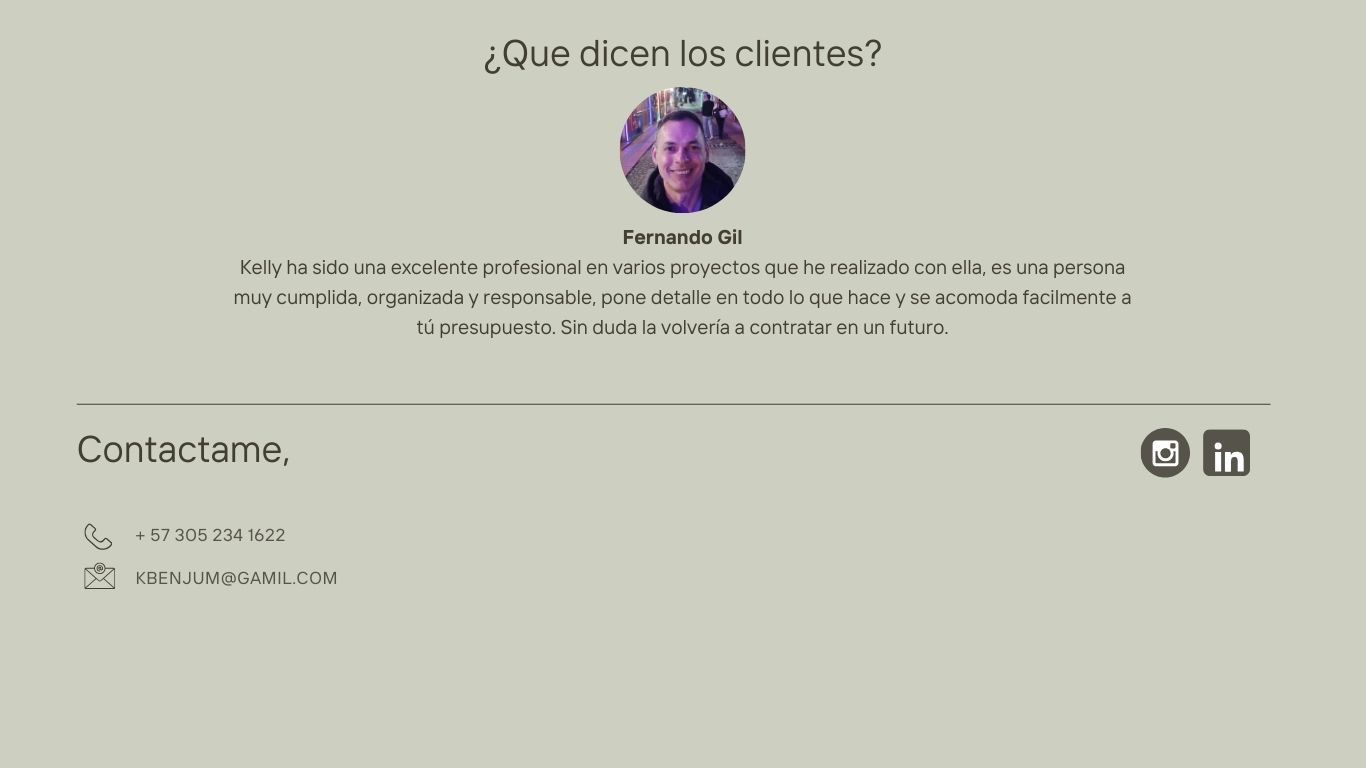 ¿Que dicen los clientes?
Fernando Gil
Kelly ha sido una excelente profesional en varios proyectos que he realizado con ella, es una persona
muy cumplida, organizada y responsable, pone detalle en todo lo que hace y se acomoda facilmente a
tú presupuesto. Sin duda la volvería a contratar en un futuro.
Contactame,
in
+ 57 305 234 1622
KBENJUM@GAMIL.COM